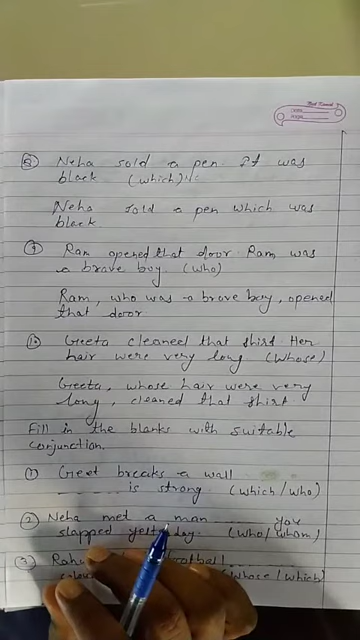 ⑧ Neha sold a pen. It was
black (which)
Neha sold a pen which was
black.
⑨ Ram opened that door Ram, was
a brave boy. (who)
Ram, who was a brave boy, opened
that door
⑩ Geeta cleaned that shirt Her
hair were very long (whose)
Geeta, whose hair were very
long, cleaned that shirt
Fill in the blanks with suitable
conjunction.
① Geet breaks a wall
______ is strong (which/who)
② Neha met a man ____ you
slapped yesterday. (who/whom)
③
(whose/which)